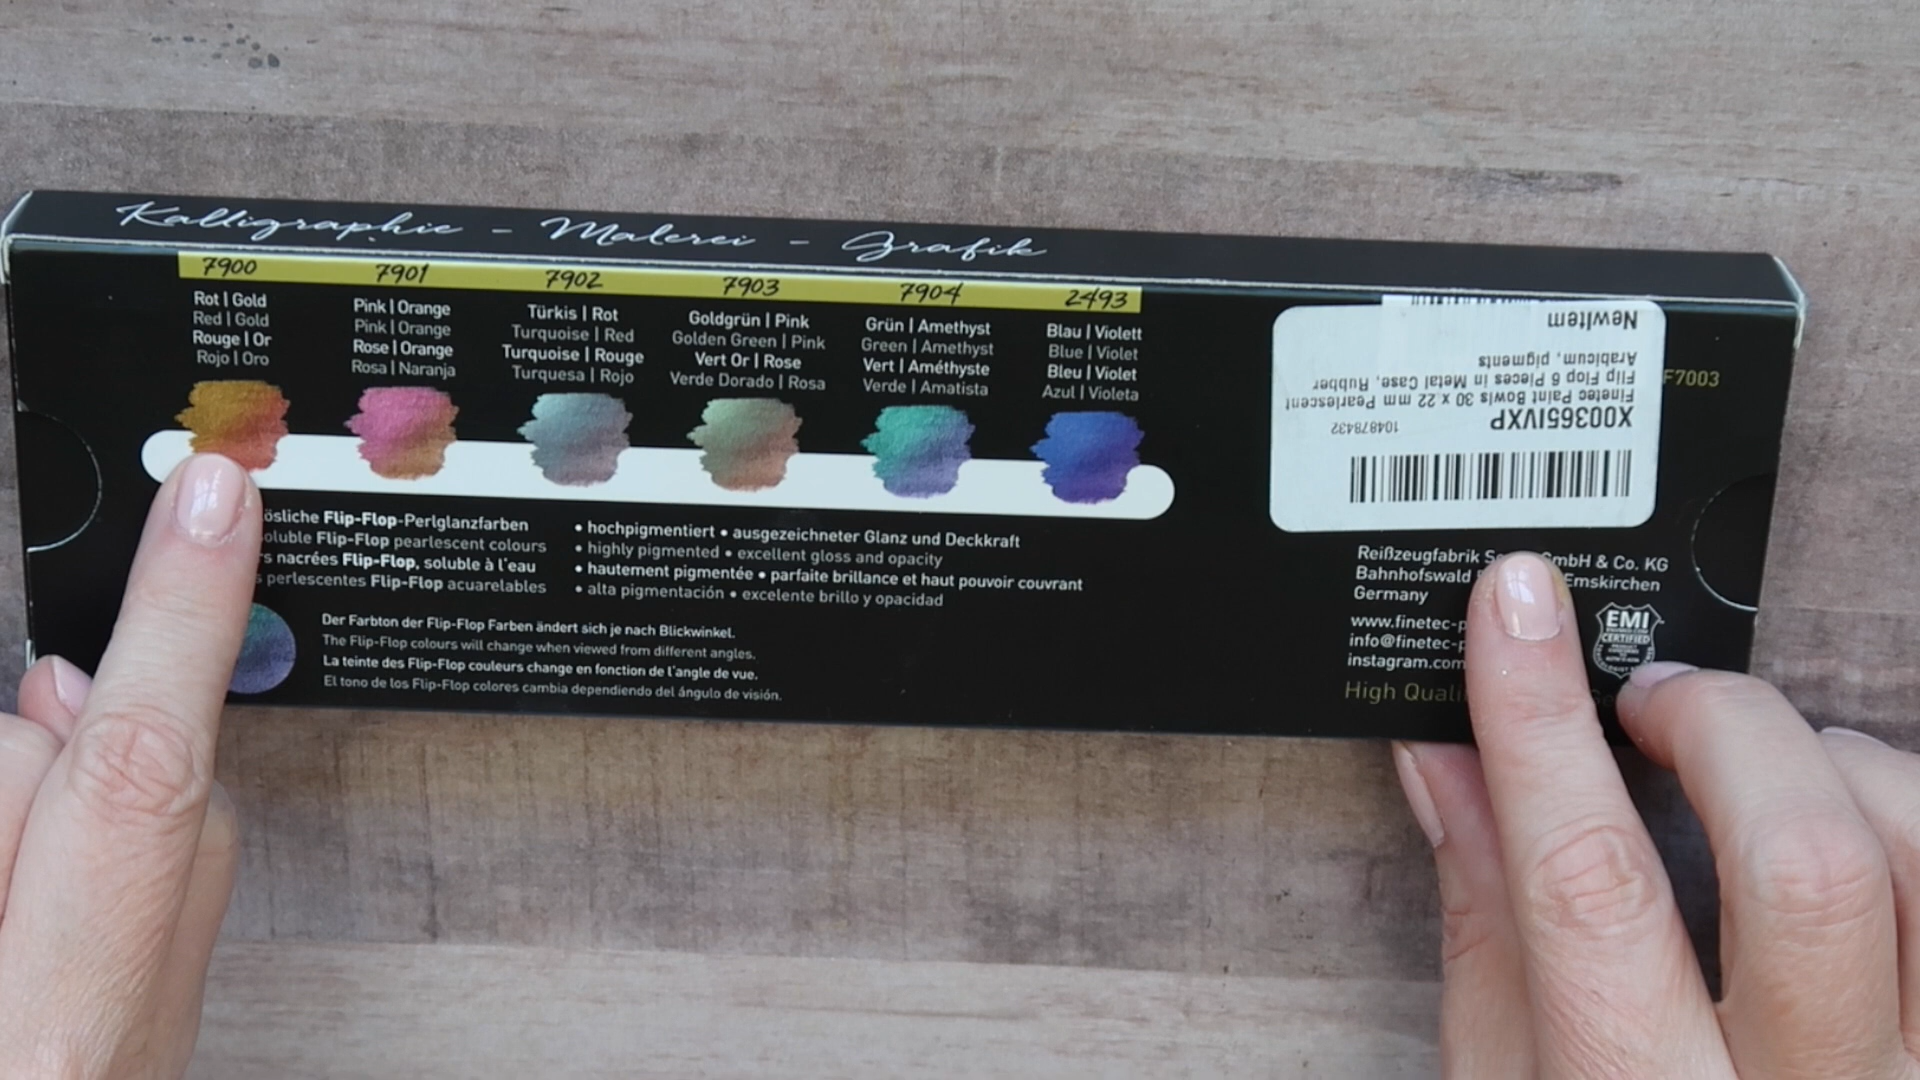 Kalligraphie - Malerei - Grafik
7900 7901 7902 7903 7904 2493
Rot | Gold
Red | Gold
Rouge | Or
Rojo | Oro
Pink | Orange
Pink | Orange
Rose | Orange
Rosa | Naranja
Türkis | Rot
Turquoise | Red
Turquoise | Rouge
Turquesa | Rojo
Goldgrün | Pink
Golden Green | Pink
Vert Or | Rose
Verde Dorado | Rosa
Grün | Amethyst
Green | Amethyst
Vert | Améthyste
Verde | Amatista
Blau | Violett
Blue | Violet
Bleu | Violet
Azul | Violeta
Flip-Flop-Perlglanzfarben
Flip-Flop pearlescent colours
nacrées Flip-Flop, soluble à l'eau
perlescentes Flip-Flop acuarelables
• hochpigmentiert • ausgezeichneter Glanz und Deckkraft
• highly pigmented • excellent gloss and opacity
• hautement pigmentée • parfaite brillance et haut pouvoir couvrant
• alta pigmentación • excelente brillo y opacidad
Der Farbton der Flip-Flop Farben ändert sich je nach Blickwinkel.
The Flip-Flop colours will change when viewed from different angles.
La teinte des Flip-Flop couleurs change en fonction de l'angle de vue.
El tono de los Flip-Flop colores cambia dependiendo del ángulo de visión.
X00365IVXP
104878432
Finetec Paint Bowls 30 x 22 mm Pearlescent
Flip Flop 6 Pieces in Metal Case, Rubber,
Arabicum, pigments
NewItem
F7003
Reißzeugfabrik GmbH & Co. KG
Bahnhofswald Emskirchen
Germany
www.finetec-p
info@finetec-p
instagram.com
High Quali
EMI
CERTIFIED